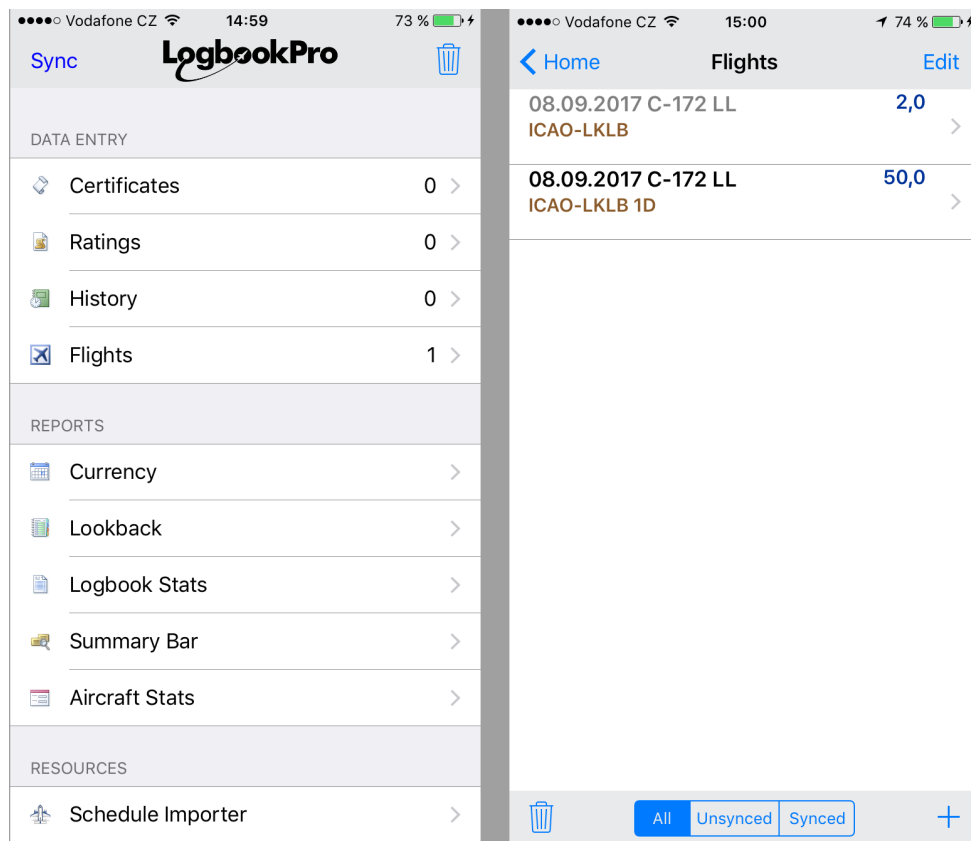 Vodafone CZ 14:59 73 %
Sync LogbookPro
DATA ENTRY
Certificates 0
Ratings 0
History 0
Flights 1
REPORTS
Currency
Lookback
Logbook Stats
Summary Bar
Aircraft Stats
RESOURCES
Schedule Importer
Vodafone CZ 15:00 74 %
Home Flights Edit
08.09.2017 C-172 LL 2,0
ICAO-LKLB
08.09.2017 C-172 LL 50,0
ICAO-LKLB 1D
All Unsynced Synced